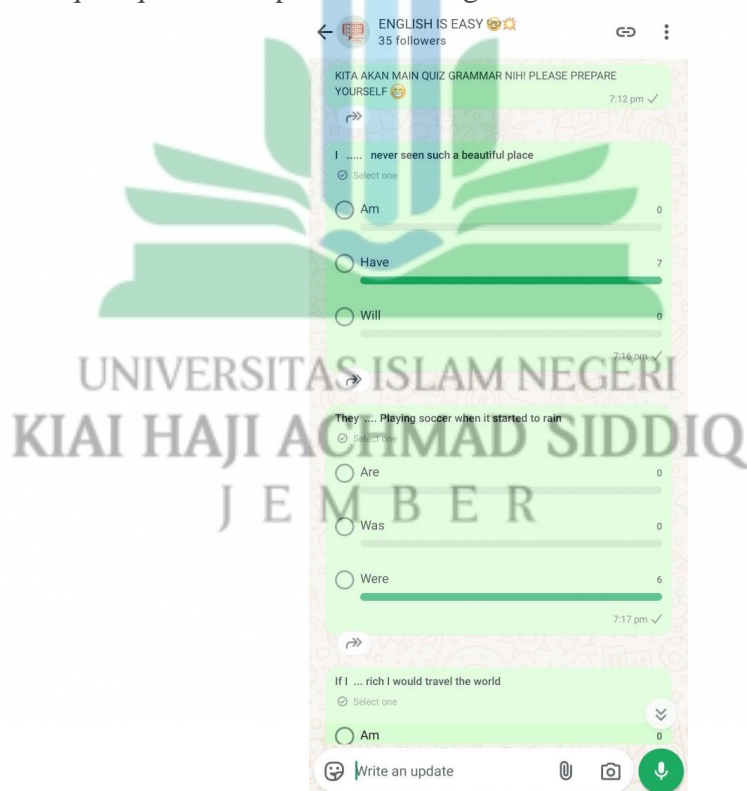 ENGLISH IS EASY 🤓💥
35 followers
KITA AKAN MAIN QUIZ GRAMMAR NIH! PLEASE PREPARE
YOURSELF 😁
7:12 pm
I ..... never seen such a beautiful place
Select one
Am 0
Have 7
Will 0
7:16 pm
UNIVERSITAS ISLAM NEGERI
They .... Playing soccer when it started to rain
Select one
KIAI HAJI ACHMAD SIDDIQ
Are 0
JEMBER
Was 0
Were 6
7:17 pm
If I ... rich I would travel the world
Select one
Am 0
Write an update